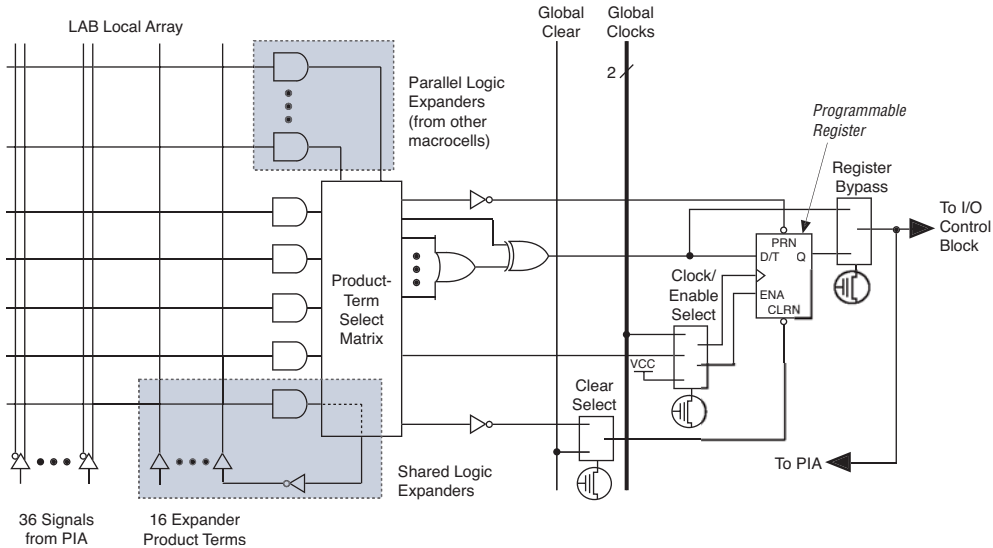 LAB Local Array
Global
Clear
Global
Clocks
2
Parallel Logic
Expanders
(from other
macrocells)
Programmable
Register
Register
Bypass
To I/O
Control
Block
PRN
D/T
Q
ENA
CLRN
Clock/
Enable
Select
Product-
Term
Select
Matrix
VCC
Clear
Select
To PIA
Shared Logic
Expanders
36 Signals
from PIA
16 Expander
Product Terms